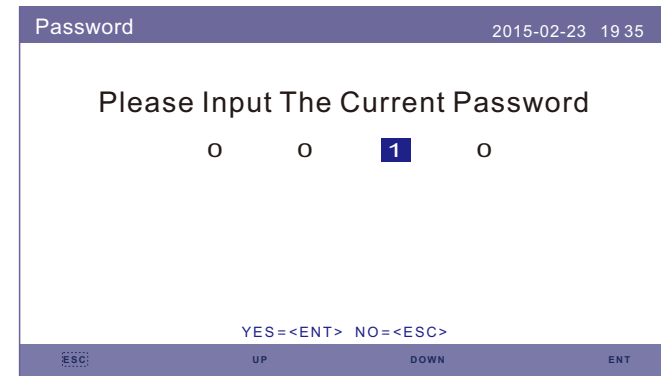 Password 2015-02-23 19 35
Please Input The Current Password
0 0 1 0
YES=<ENT> NO=<ESC>
ESC UP DOWN ENT